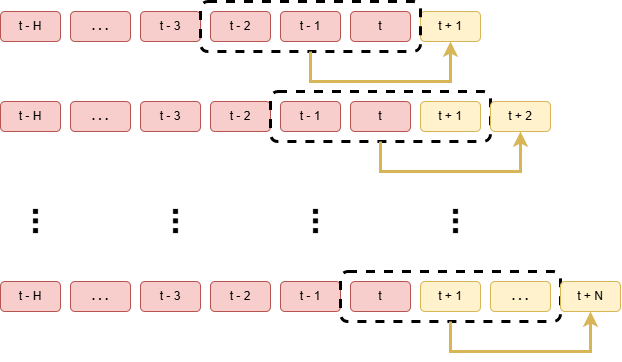 t - H ... t - 3 t - 2 t - 1 t t + 1
t - H ... t - 3 t - 2 t - 1 t t + 1 t + 2
t - H ... t - 3 t - 2 t - 1 t t + 1 ... t + N